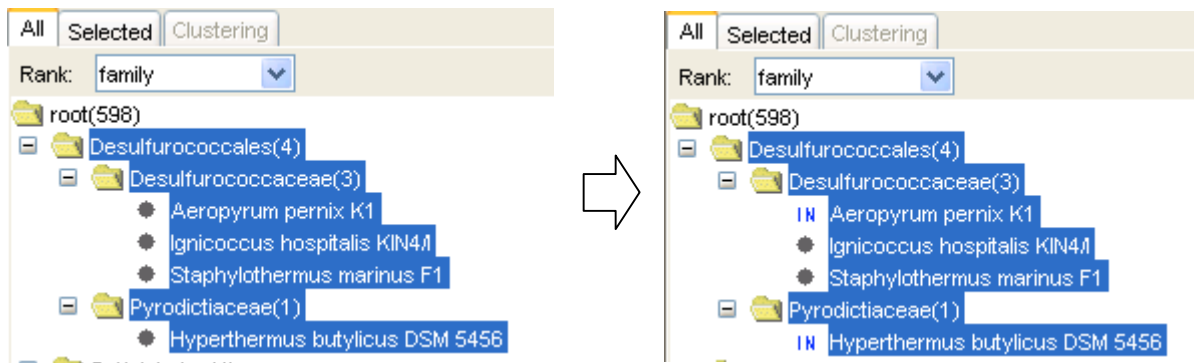 All Selected Clustering
Rank: family
root(598)
Desulfurococcales(4)
Desulfurococcaceae(3)
Aeropyrum pernix K1
Ignicoccus hospitalis KIN4/I
Staphylothermus marinus F1
Pyrodictiaceae(1)
Hyperthermus butylicus DSM 5456
All Selected Clustering
Rank: family
root(598)
Desulfurococcales(4)
Desulfurococcaceae(3)
IN Aeropyrum pernix K1
Ignicoccus hospitalis KIN4/I
Staphylothermus marinus F1
Pyrodictiaceae(1)
IN Hyperthermus butylicus DSM 5456